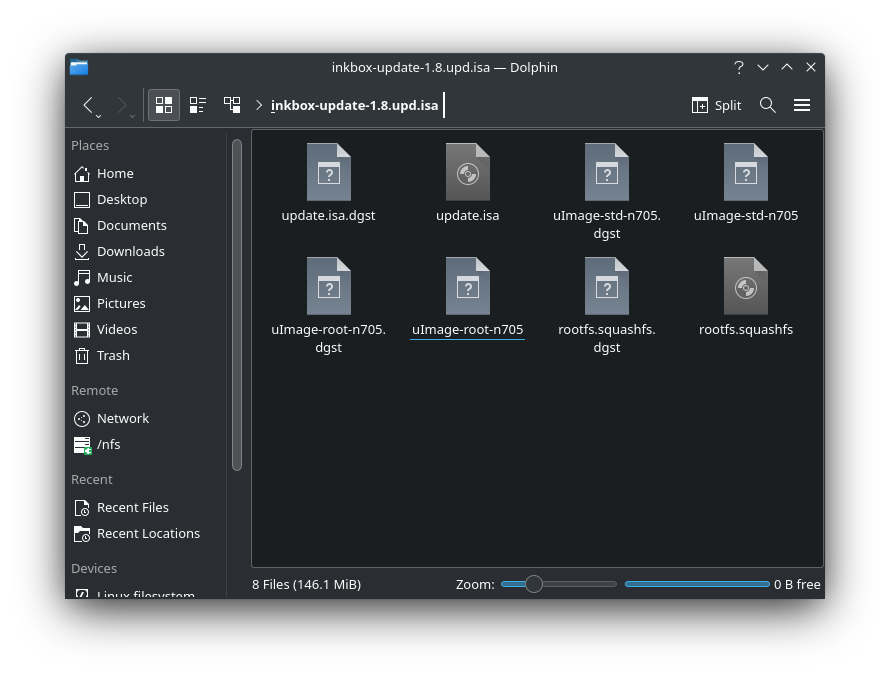 inkbox-update-1.8.upd.isa — Dolphin
inkbox-update-1.8.upd.isa
Split
Places
Home
Desktop
Documents
Downloads
Music
Pictures
Videos
Trash
Remote
Network
/nfs
Recent
Recent Files
Recent Locations
Devices
Linux filesystem
update.isa.dgst
update.isa
uImage-std-n705.
dgst
uImage-std-n705
uImage-root-n705.
dgst
uImage-root-n705
rootfs.squashfs.
dgst
rootfs.squashfs
8 Files (146.1 MiB)
Zoom:
0 B free